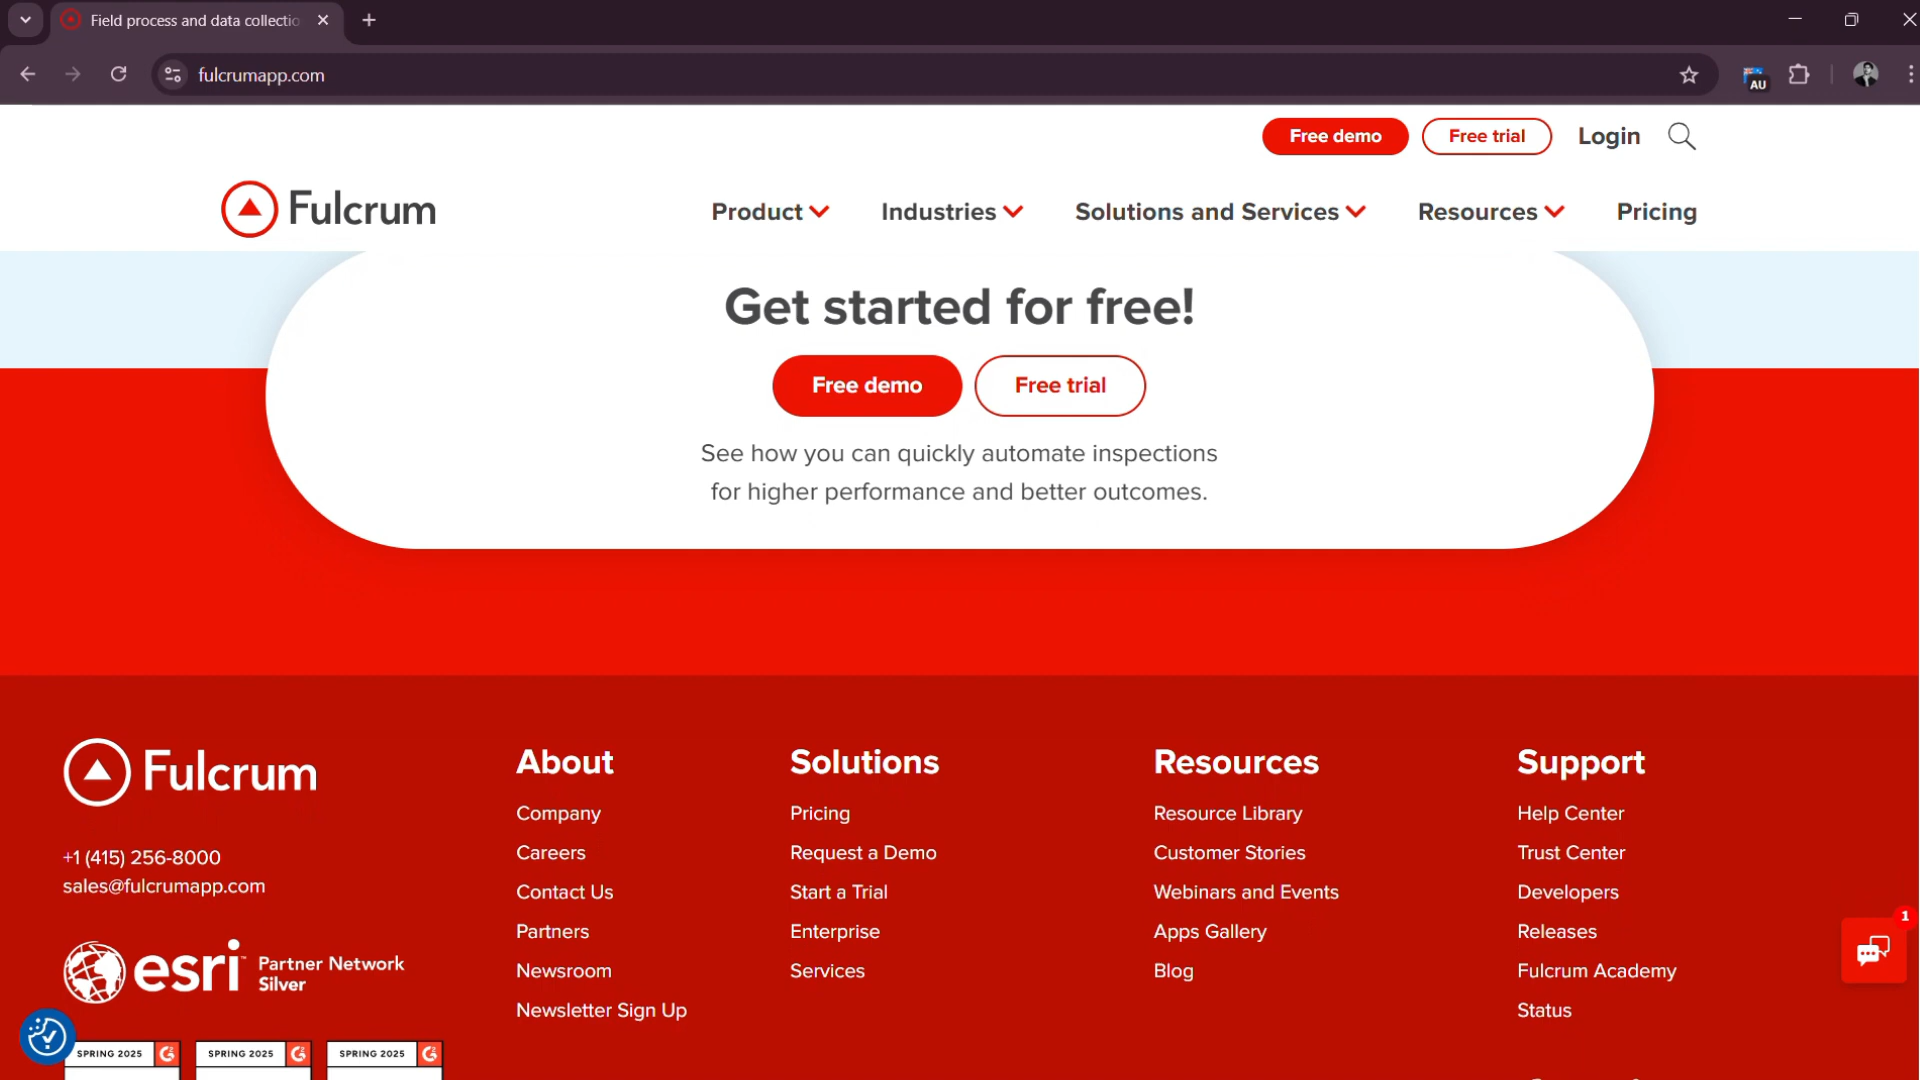 Field process and data collectio
fulcrumapp.com
AU
Free demo
Free trial
Login
Fulcrum
Product
Industries
Solutions and Services
Resources
Pricing
Get started for free!
Free demo
Free trial
See how you can quickly automate inspections
for higher performance and better outcomes.
Fulcrum
+1 (415) 256-8000
sales@fulcrumapp.com
esri™ Partner Network
Silver
SPRING 2025
SPRING 2025
SPRING 2025
About
Company
Careers
Contact Us
Partners
Newsroom
Newsletter Sign Up
Solutions
Pricing
Request a Demo
Start a Trial
Enterprise
Services
Resources
Resource Library
Customer Stories
Webinars and Events
Apps Gallery
Blog
Support
Help Center
Trust Center
Developers
Releases
Fulcrum Academy
Status
1